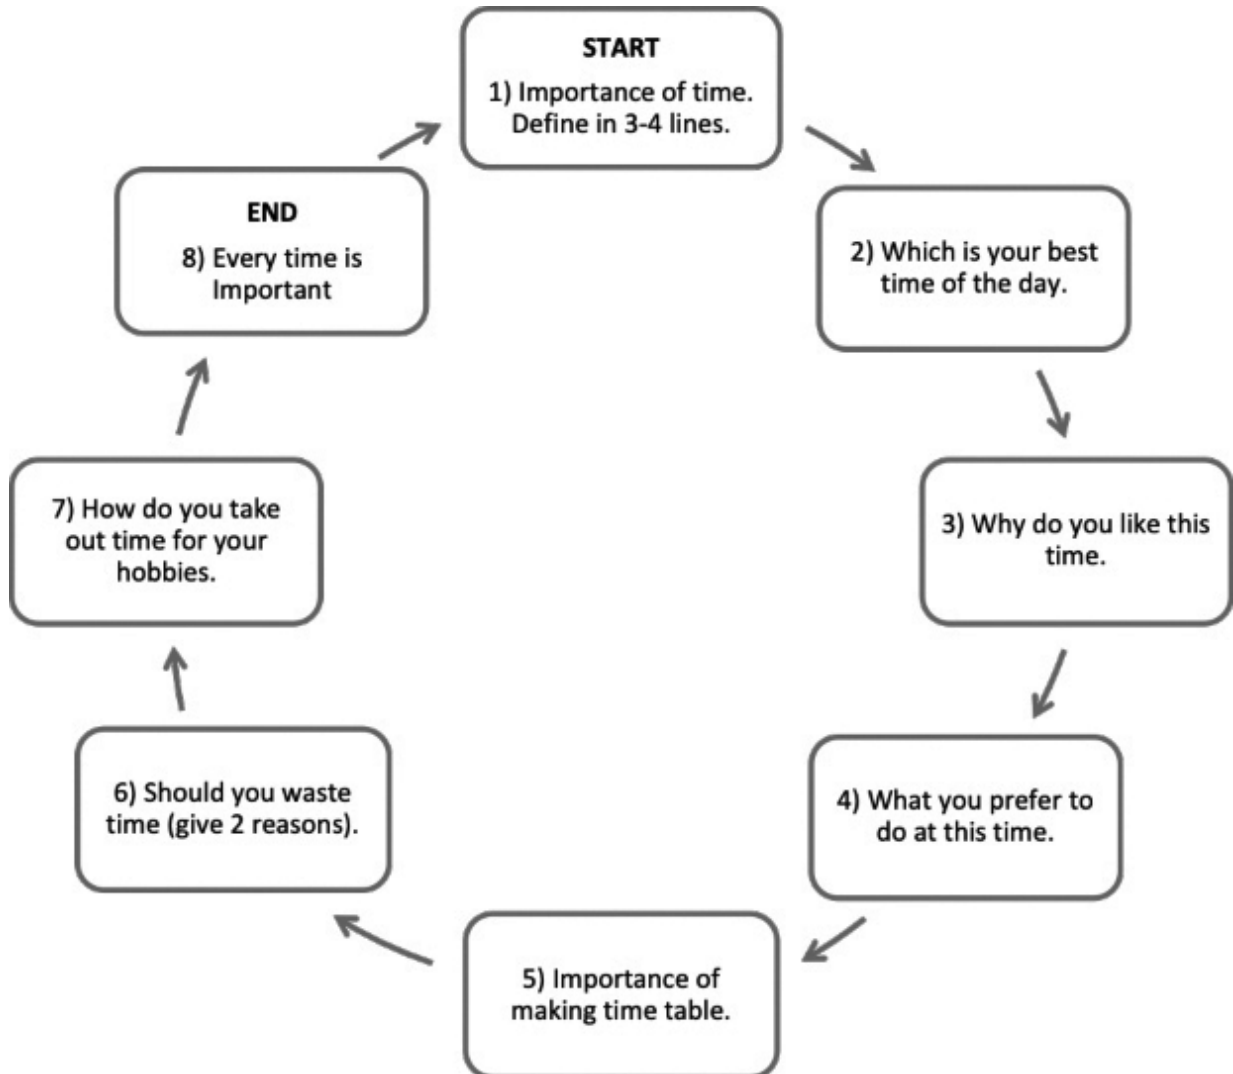 START
1) Importance of time.
Define in 3-4 lines.
2) Which is your best
time of the day.
3) Why do you like this
time.
4) What you prefer to
do at this time.
5) Importance of
making time table.
6) Should you waste
time (give 2 reasons).
7) How do you take
out time for your
hobbies.
END
8) Every time is
Important